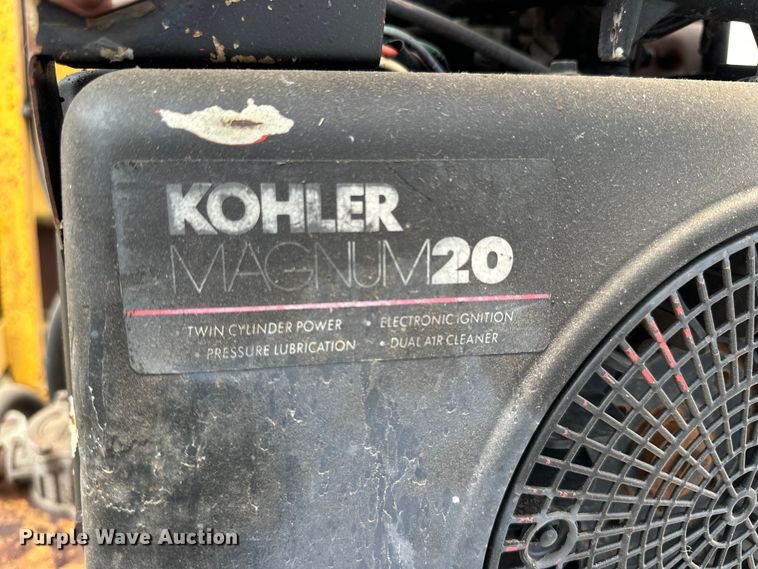 KOHLER
MAGNUM20
• TWIN CYLINDER POWER • ELECTRONIC IGNITION
• PRESSURE LUBRICATION • DUAL AIR CLEANER
Purple Wave Auction